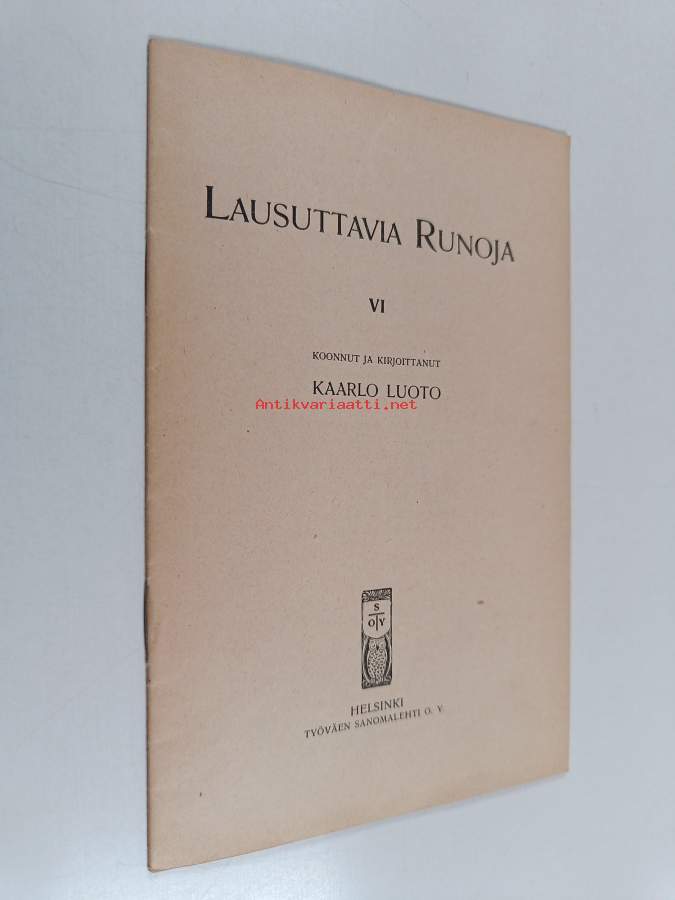 LAUSUTTAVIA RUNOJA
VI
KOONNUT JA KIRJOITTANUT
KAARLO LUOTO
Antikvariaatti.net
S
O T Y
HELSINKI
TYÖVÄEN SANOMALEHTI O. Y.